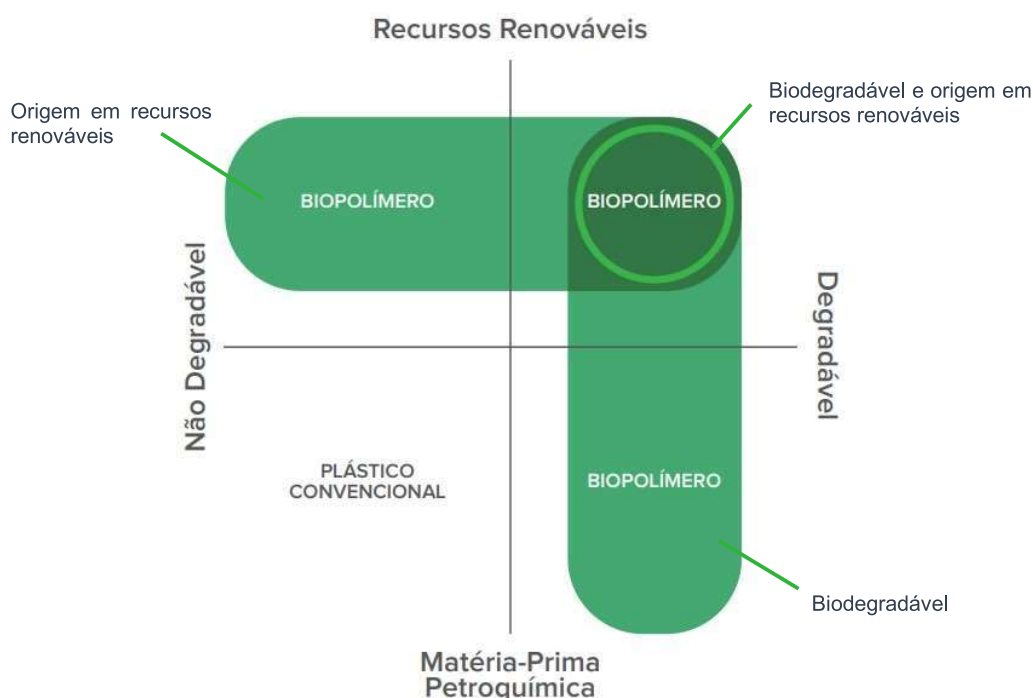 Recursos Renováveis
Origem em recursos
renováveis
Biodegradável e origem em
recursos renováveis
BIOPOLÍMERO
BIOPOLÍMERO
Não Degradável
Degradável
PLÁSTICO
CONVENCIONAL
BIOPOLÍMERO
Biodegradável
Matéria-Prima
Petroquímica